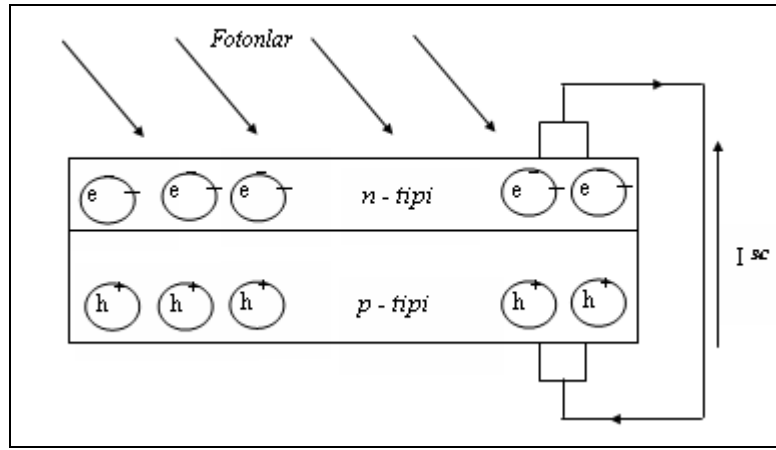 Fotonlar
e- e- e- n - tipi e- e-
I sc
h+ h+ h+ p - tipi h+ h+